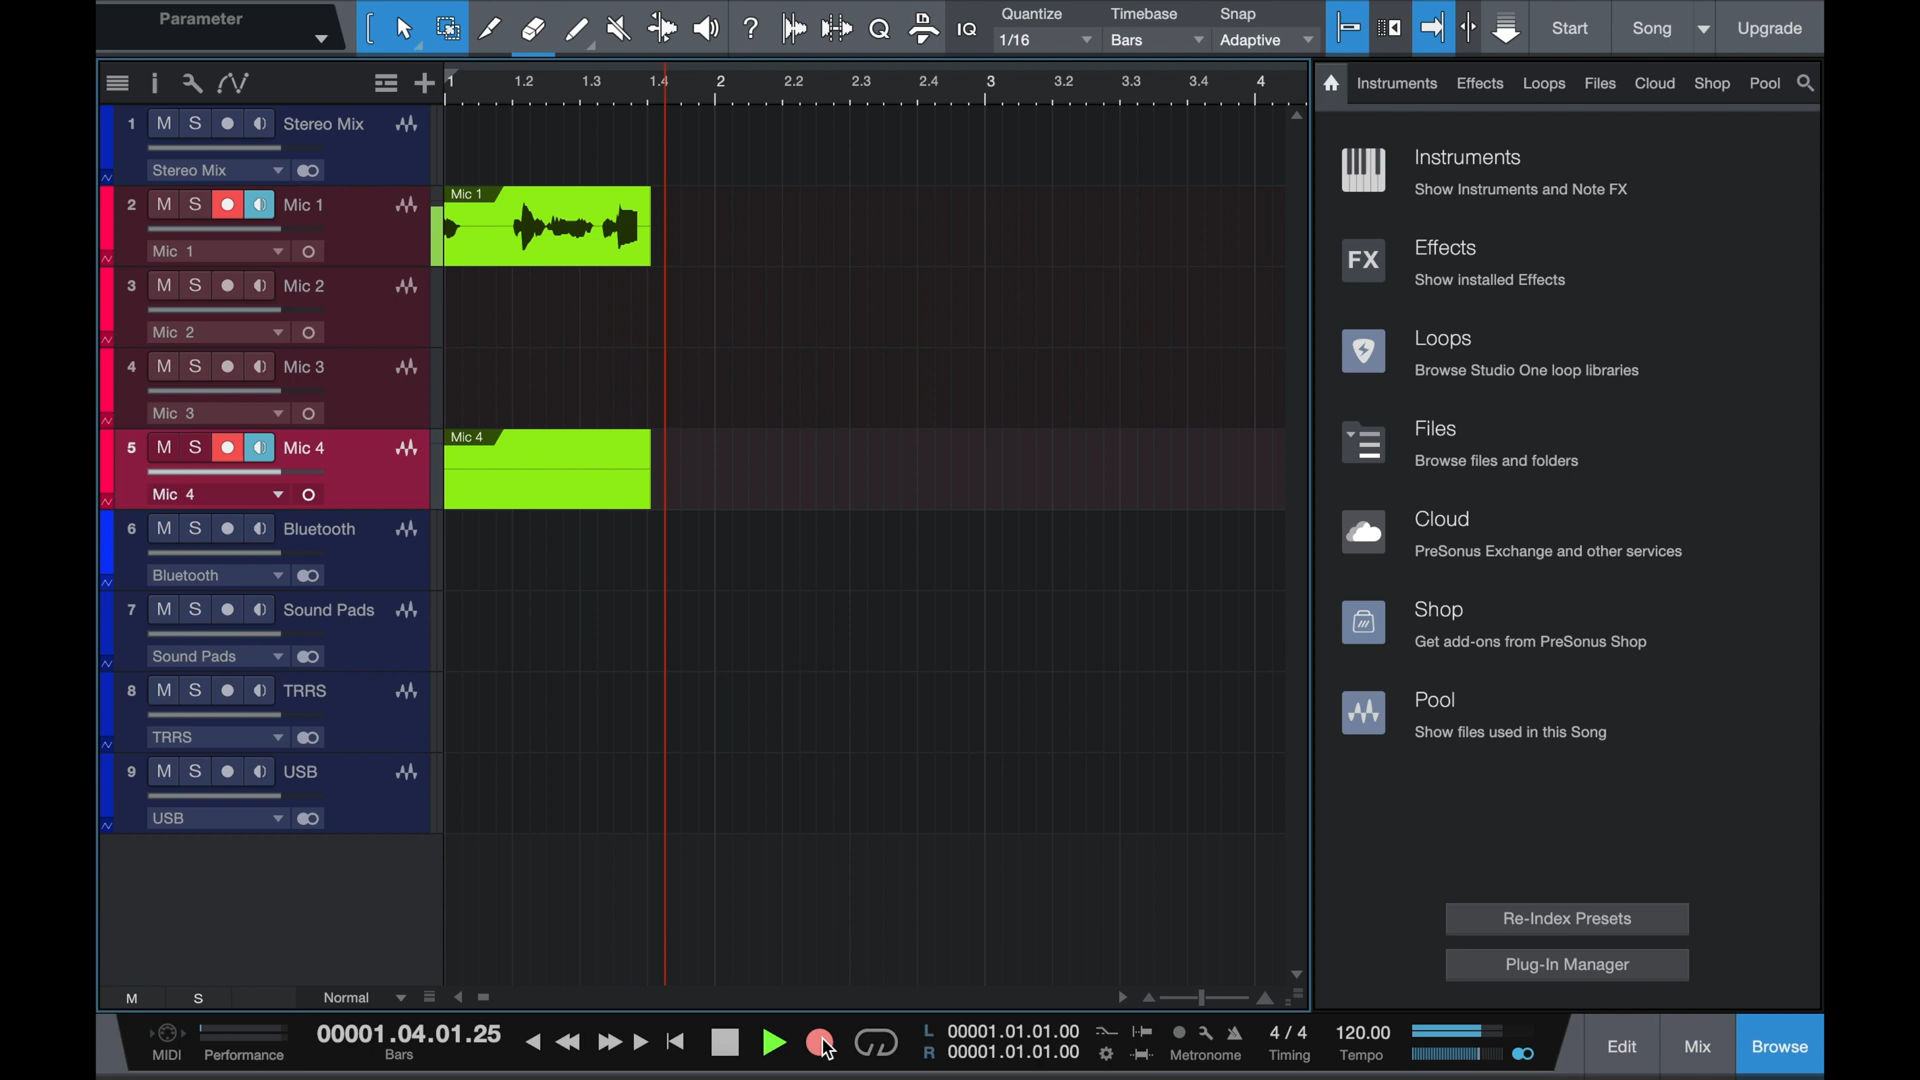 Parameter
?
IQ
Quantize
1/16
Timebase
Bars
Snap
Adaptive
Start
Song
Upgrade
i
1
1.2
1.3
1.4
2
2.2
2.3
2.4
3
3.2
3.3
3.4
4
Instruments
Effects
Loops
Files
Cloud
Shop
Pool
1 M S Stereo Mix
Stereo Mix
2 M S Mic 1
Mic 1
Mic 1
3 M S Mic 2
Mic 2
4 M S Mic 3
Mic 3
5 M S Mic 4
Mic 4
Mic 4
6 M S Bluetooth
Bluetooth
7 M S Sound Pads
Sound Pads
8 M S TRRS
TRRS
9 M S USB
USB
Instruments
Show Instruments and Note FX
FX
Effects
Show installed Effects
Loops
Browse Studio One loop libraries
Files
Browse files and folders
Cloud
PreSonus Exchange and other services
Shop
Get add-ons from PreSonus Shop
Pool
Show files used in this Song
Re-Index Presets
Plug-In Manager
M S Normal
MIDI
Performance
00001.04.01.25
Bars
L 00001.01.01.00
R 00001.01.01.00
Metronome
4 / 4
Timing
120.00
Tempo
Edit
Mix
Browse